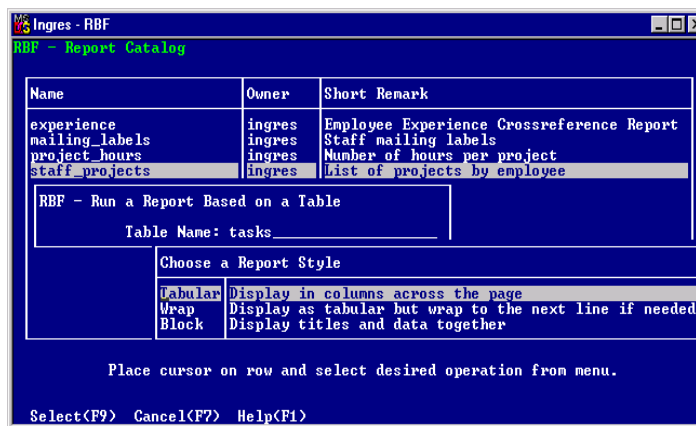 Ingres - RBF
RBF - Report Catalog
Name Owner Short Remark
experience ingres Employee Experience Crossreference Report
mailing_labels ingres Staff mailing labels
project_hours ingres Number of hours per project
staff_projects ingres List of projects by employee
RBF - Run a Report Based on a Table
Table Name: tasks
Choose a Report Style
Tabular Display in columns across the page
Wrap Display as tabular but wrap to the next line if needed
Block Display titles and data together
Place cursor on row and select desired operation from menu.
Select(F9) Cancel(F7) Help(F1)